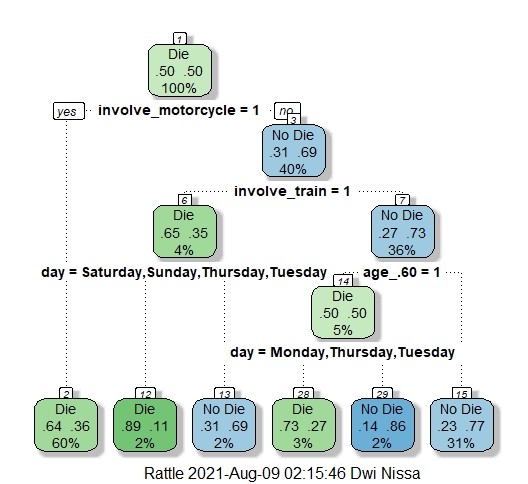 1
Die
.50 .50
100%
yes involve_motorcycle = 1 no
3
No Die
.31 .69
40%
involve_train = 1
6 7
Die No Die
.65 .35 .27 .73
4% 36%
day = Saturday,Sunday,Thursday,Tuesday age_.60 = 1
14
Die
.50 .50
5%
day = Monday,Thursday,Tuesday
2 12 13 28 29 15
Die Die No Die Die No Die No Die
.64 .36 .89 .11 .31 .69 .73 .27 .14 .86 .23 .77
60% 2% 2% 3% 2% 31%
Rattle 2021-Aug-09 02:15:46 Dwi Nissa